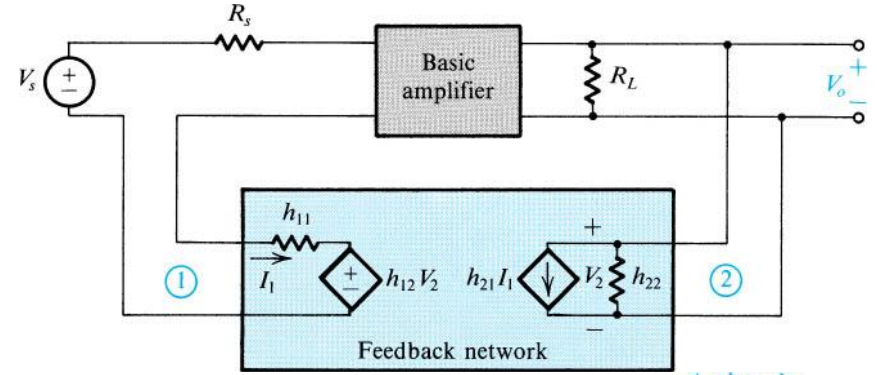 R_s
V_s
+
−
Basic
amplifier
R_L
+
V_o
−
h_11
I_1
+
−
h_12 V_2
h_21 I_1
+
V_2
−
h_22
1
2
Feedback network